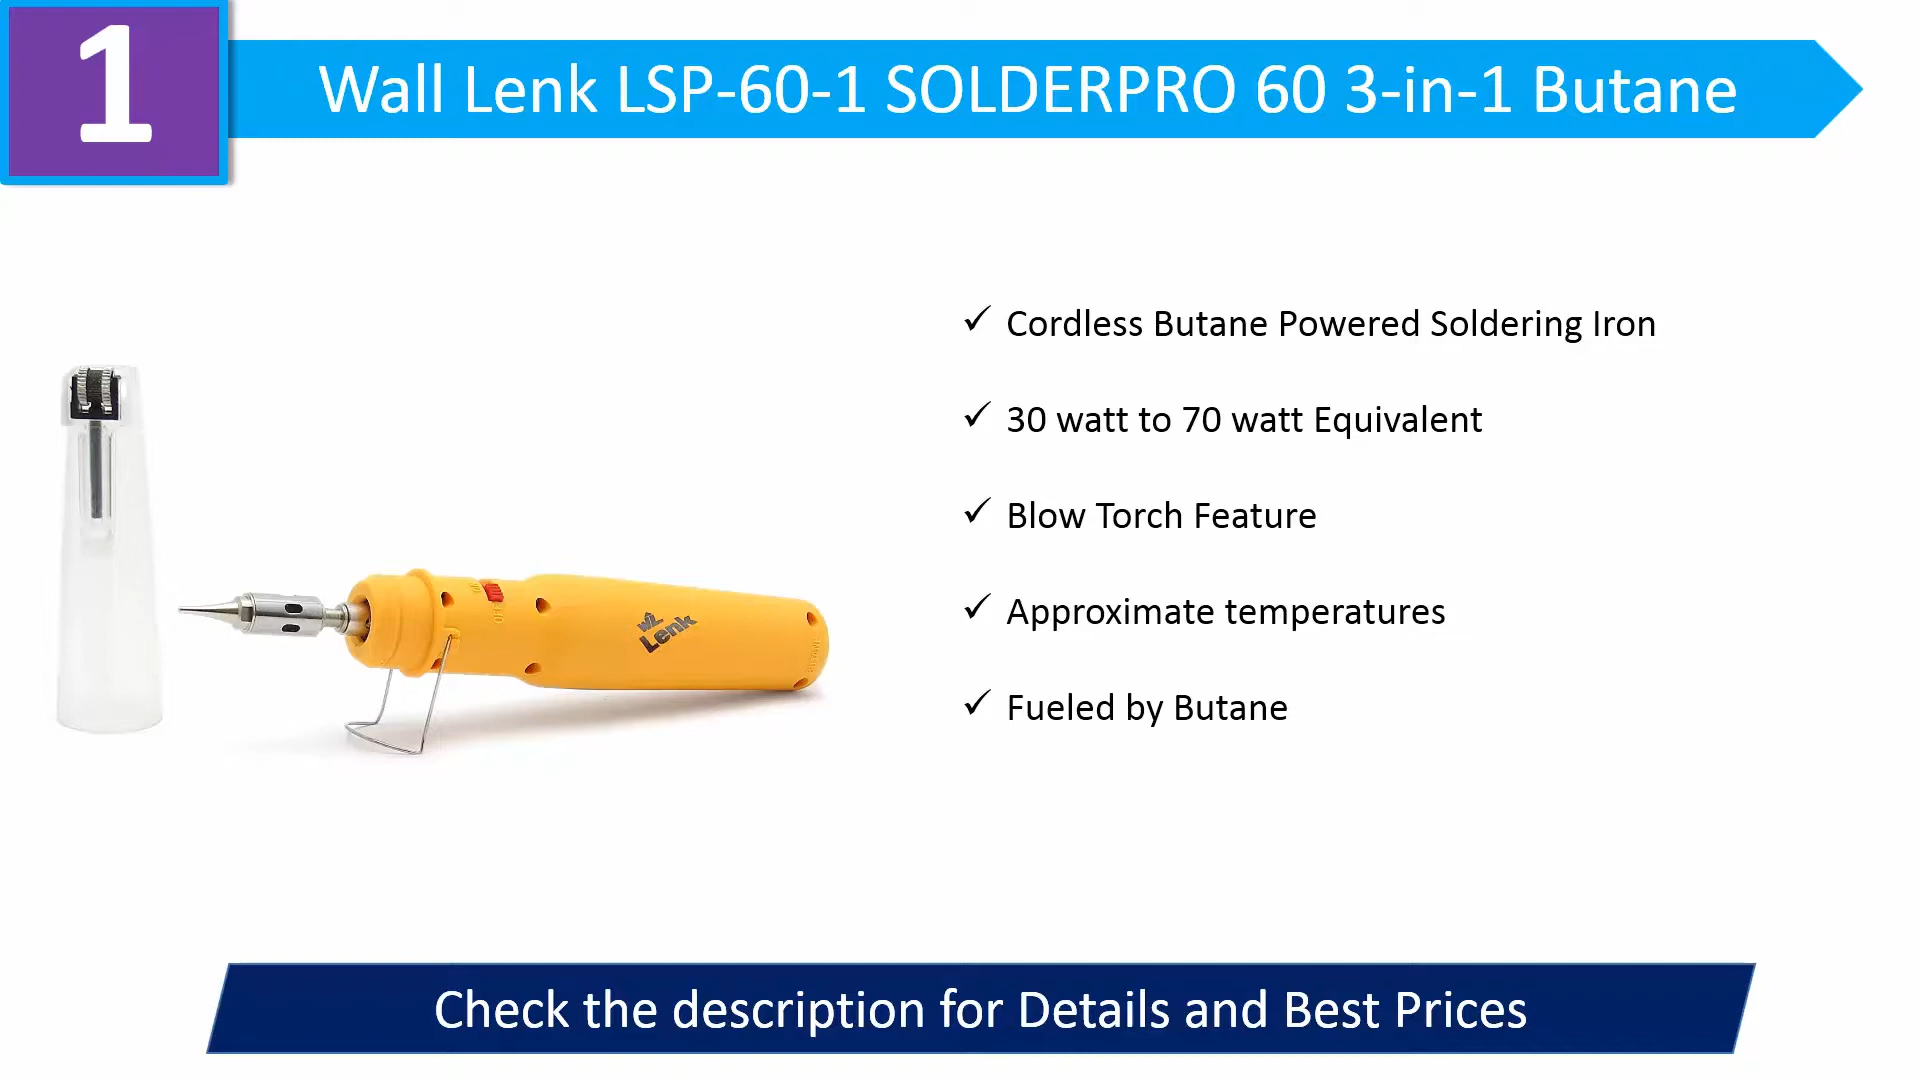 1
Wall Lenk LSP-60-1 SOLDERPRO 60 3-in-1 Butane
✓ Cordless Butane Powered Soldering Iron
✓ 30 watt to 70 watt Equivalent
✓ Blow Torch Feature
✓ Approximate temperatures
✓ Fueled by Butane
Lenk
Check the description for Details and Best Prices